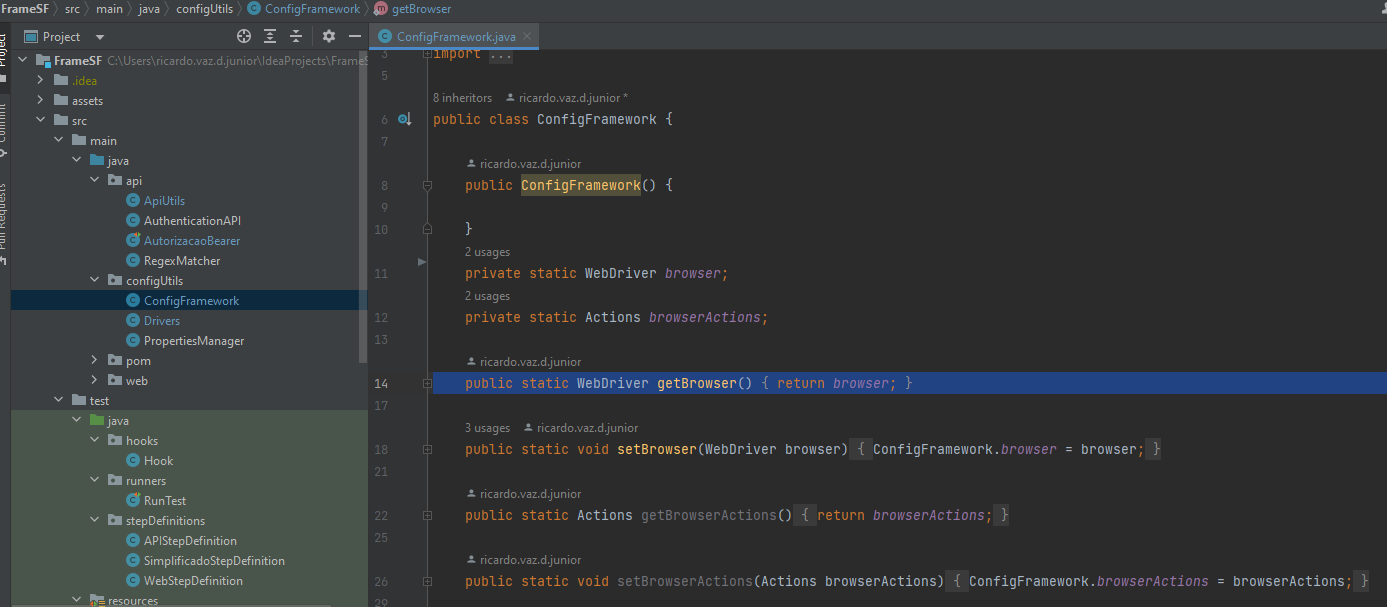 FrameSF src main java configUtils ConfigFramework getBrowser
Project
FrameSF C:\Users\ricardo.vaz.d.junior\IdeaProjects\FrameS
.idea
assets
src
main
java
api
ApiUtils
AuthenticationAPI
AutorizacaoBearer
RegexMatcher
configUtils
ConfigFramework
Drivers
PropertiesManager
pom
web
test
java
hooks
Hook
runners
RunTest
stepDefinitions
APIStepDefinition
SimplificadoStepDefinition
WebStepDefinition
resources
Project
Commit
Pull Requests
ConfigFramework.java
3 import ...
5
8 inheritors ricardo.vaz.d.junior *
6 public class ConfigFramework {
7
ricardo.vaz.d.junior
8 public ConfigFramework() {
9
10 }
2 usages
11 private static WebDriver browser;
2 usages
12 private static Actions browserActions;
13
ricardo.vaz.d.junior
14 public static WebDriver getBrowser() { return browser; }
17
3 usages ricardo.vaz.d.junior
18 public static void setBrowser(WebDriver browser) { ConfigFramework.browser = browser; }
21
ricardo.vaz.d.junior
22 public static Actions getBrowserActions() { return browserActions; }
25
ricardo.vaz.d.junior
26 public static void setBrowserActions(Actions browserActions) { ConfigFramework.browserActions = browserActions; }
29